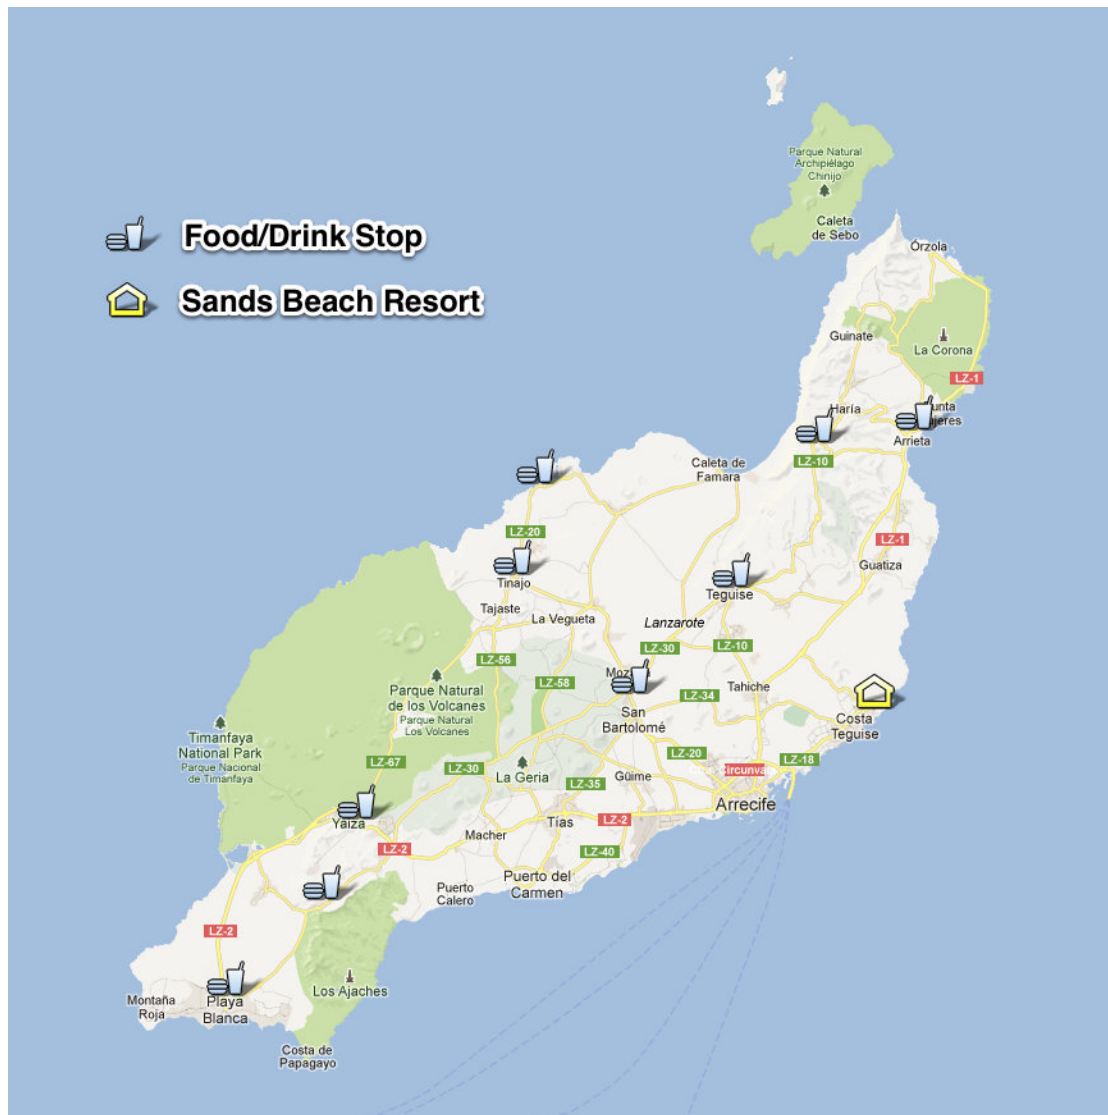 Parque Natural
Archipiélago
Chinijo
Caleta
de Sebo
Food/Drink Stop
Órzola
Sands Beach Resort
Guinate
La Corona
LZ-1
Haría
Arrieta
LZ-10
Caleta de
Famara
LZ-20
LZ-1
Guatiza
Tinajo
Teguise
Tajaste
La Vegueta
Lanzarote
LZ-56
LZ-30
LZ-10
Parque Natural
de los Volcanes
Parque Natural
Los Volcanes
LZ-58
LZ-34
Tahiche
San
Bartolomé
Costa
Teguise
Timanfaya
National Park
Parque Nacional
de Timanfaya
LZ-67
LZ-30
La Geria
LZ-20
LZ-18
Güime
LZ-35
Arrecife
Yaiza
LZ-2
Macher
Tías
LZ-2
LZ-40
Puerto
Calero
Puerto del
Carmen
LZ-2
Montaña
Roja
Playa
Blanca
Los Ajaches
Costa de
Papagayo